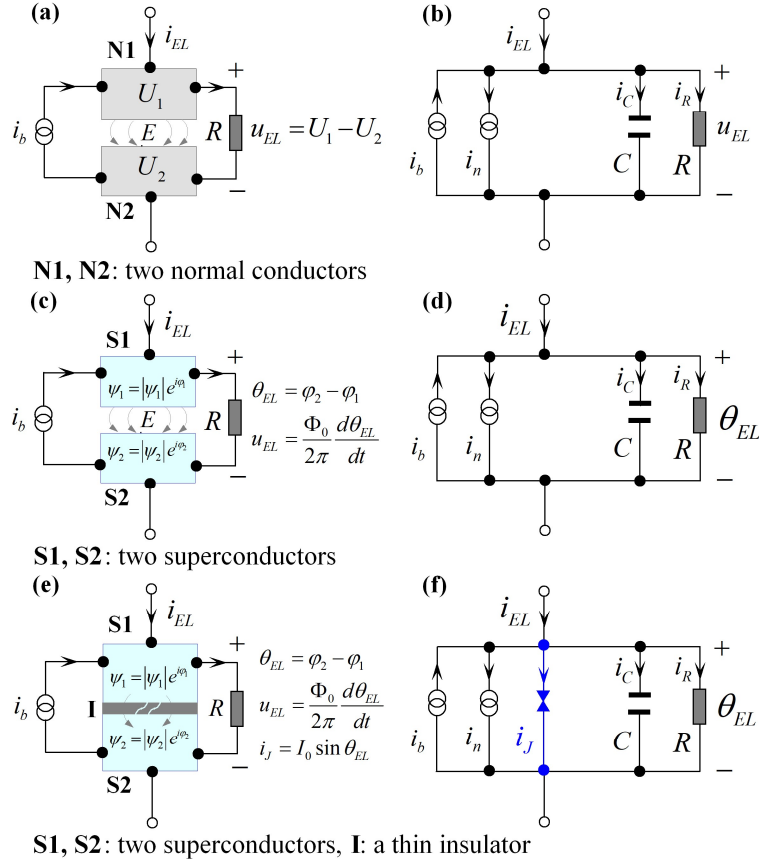 (a)
i_EL
N1
+
U_1
i_b
E
R
u_EL = U_1 − U_2
U_2
−
N2
N1, N2: two normal conductors
(b)
i_EL
+
i_C
i_R
i_b
i_n
C
R
u_EL
−
(c)
i_EL
S1
+
ψ_1 = |ψ_1| e^{iφ_1}
θ_EL = φ_2 − φ_1
i_b
E
R
u_EL = Φ_0/2π dθ_EL/dt
ψ_2 = |ψ_2| e^{iφ_2}
−
S2
S1, S2: two superconductors
(d)
i_EL
+
i_C
i_R
i_b
i_n
C
R
θ_EL
−
(e)
i_EL
S1
+
ψ_1 = |ψ_1| e^{iφ_1}
θ_EL = φ_2 − φ_1
i_b
I
R
u_EL = Φ_0/2π dθ_EL/dt
ψ_2 = |ψ_2| e^{iφ_2}
i_J = I_0 sin θ_EL
S2
−
(f)
i_EL
+
i_C
i_R
i_b
i_n
i_J
C
R
θ_EL
−
S1, S2: two superconductors, I: a thin insulator